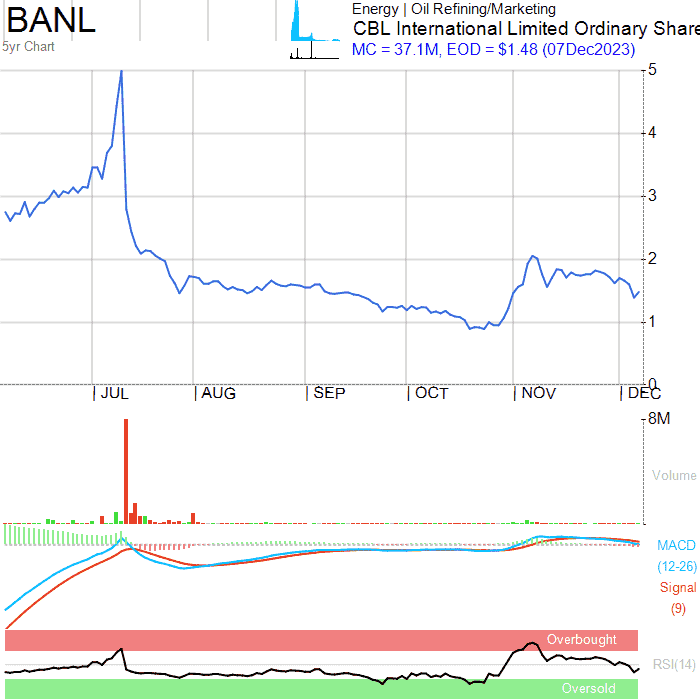 BANL
Energy | Oil Refining/Marketing
CBL International Limited Ordinary Share
5yr Chart
MC = 37.1M, EOD = $1.48 (07Dec2023)
5
4
3
2
1
0
JUL AUG SEP OCT NOV DEC
8M
Volume
MACD
(12-26)
Signal
(9)
Overbought
RSI(14)
Oversold